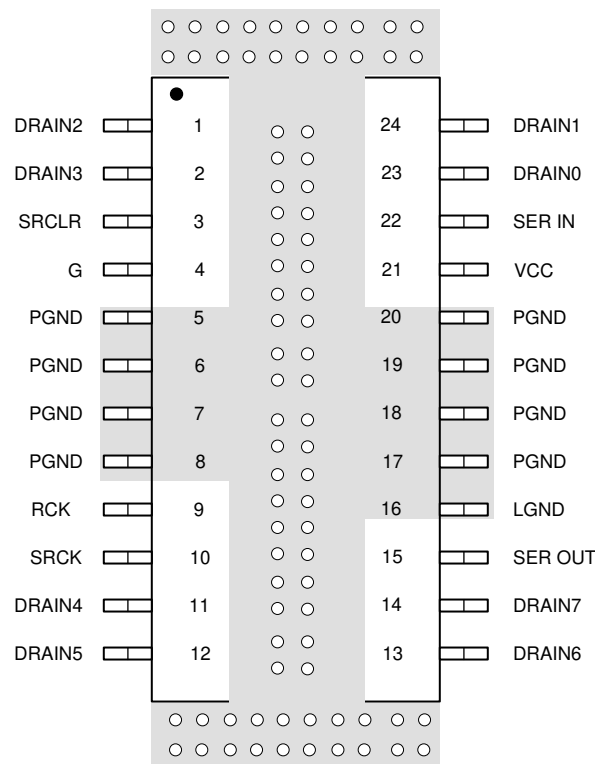 DRAIN2 1 24 DRAIN1
DRAIN3 2 23 DRAIN0
SRCLR 3 22 SER IN
G 4 21 VCC
PGND 5 20 PGND
PGND 6 19 PGND
PGND 7 18 PGND
PGND 8 17 PGND
RCK 9 16 LGND
SRCK 10 15 SER OUT
DRAIN4 11 14 DRAIN7
DRAIN5 12 13 DRAIN6